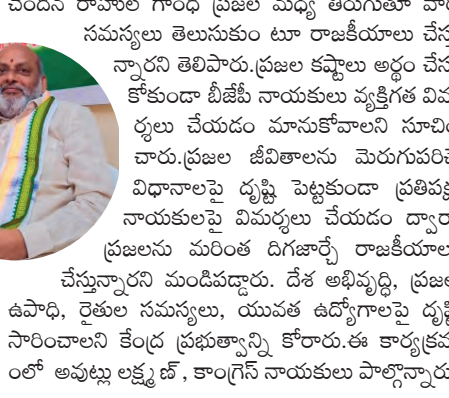 చెందిన రాహుల్ గాంధీ ప్రజల మధ్య తిరుగుతూ వారి
సమస్యలు తెలుసుకుం టూ రాజకీయాలు చేస్తు
న్నారని తెలిపారు.ప్రజల కష్టాలు అర్థం చేసు
కోకుండా బీజేపీ నాయకులు వ్యక్తిగత విమ
ర్శలు చేయడం మానుకోవాలని సూచిం
చారు.ప్రజల జీవితాలను మెరుగుపరిచే
విధానాలపై దృష్టి పెట్టకుండా ప్రతిపక్ష
నాయకులపై విమర్శలు చేయడం ద్వారా
ప్రజలను మరింత దిగజార్చే రాజకీయాలు
చేస్తున్నారని మండిపడ్డారు. దేశ అభివృద్ధి, ప్రజల
ఉపాధి, రైతుల సమస్యలు, యువత ఉద్యోగాలపై దృష్టి
సారించాలని కేంద్ర ప్రభుత్వాన్ని కోరారు.ఈ కార్యక్రమ
ంలో అవుట్లు లక్ష్మణ్, కాంగ్రెస్ నాయకులు పాల్గొన్నారు